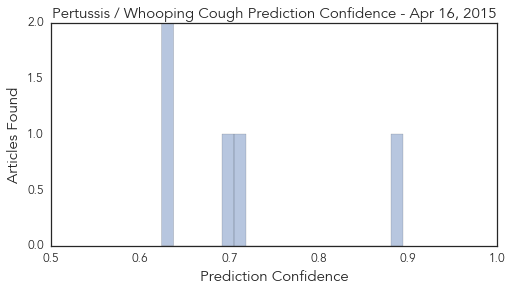 Pertussis / Whooping Cough Prediction Confidence - Apr 16, 2015
2.0
1.5
1.0
0.5
0.0
Articles Found
0.5 0.6 0.7 0.8 0.9 1.0
Prediction Confidence